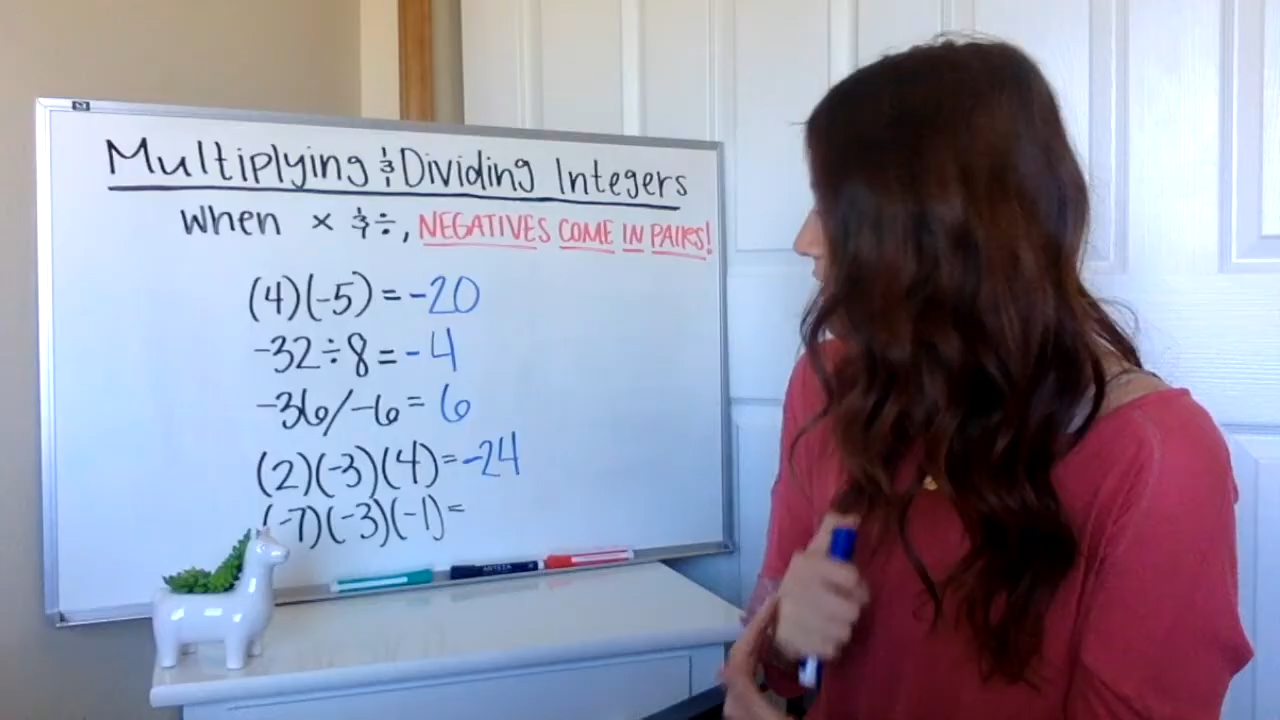 Multiplying & Dividing Integers
When × & ÷, NEGATIVES COME IN PAIRS!
(4)(-5) = -20
-32÷8 = -4
-36/-6 = 6
(2)(-3)(4) = -24
(-7)(-3)(-1) =